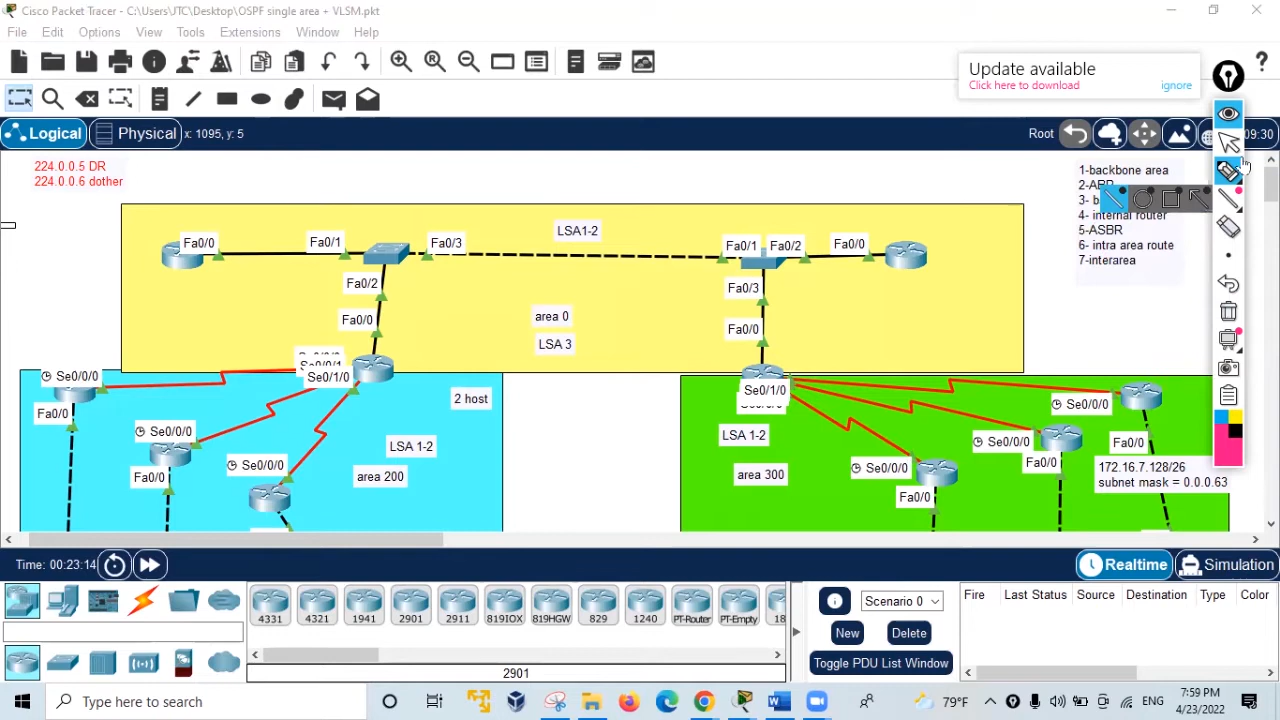 Cisco Packet Tracer - C:\Users\JTC\Desktop\OSPF single area + VLSM.pkt
File Edit Options View Tools Extensions Window Help
Update available
Click here to download ignore
Logical Physical x: 1095, y: 5 Root 09:30
224.0.0.5 DR
224.0.0.6 dother
1-backbone area
4- internal router
5-ASBR
6- intra area route
7-interarea
LSA1-2
Fa0/0 Fa0/1 Fa0/3 Fa0/1 Fa0/2 Fa0/0
Fa0/2 Fa0/3
Fa0/0 area 0 Fa0/0
LSA 3
Se0/0/0 Se0/1/0 Se0/1/0
2 host
Fa0/0 Se0/0/0
Se0/0/0 LSA 1-2 LSA 1-2 Se0/0/0 Fa0/0
Se0/0/0 Se0/0/0 Fa0/0
Fa0/0 area 200 area 300 172.16.7.128/26
Fa0/0 subnet mask = 0.0.0.63
Time: 00:23:14 Realtime Simulation
4331 4321 1941 2901 2911 819IOX 819HGW 829 1240 PT-Router PT-Empty
2901
Scenario 0
New Delete
Toggle PDU List Window
Fire Last Status Source Destination Type Color
Type here to search
79°F ENG
7:59 PM
4/23/2022